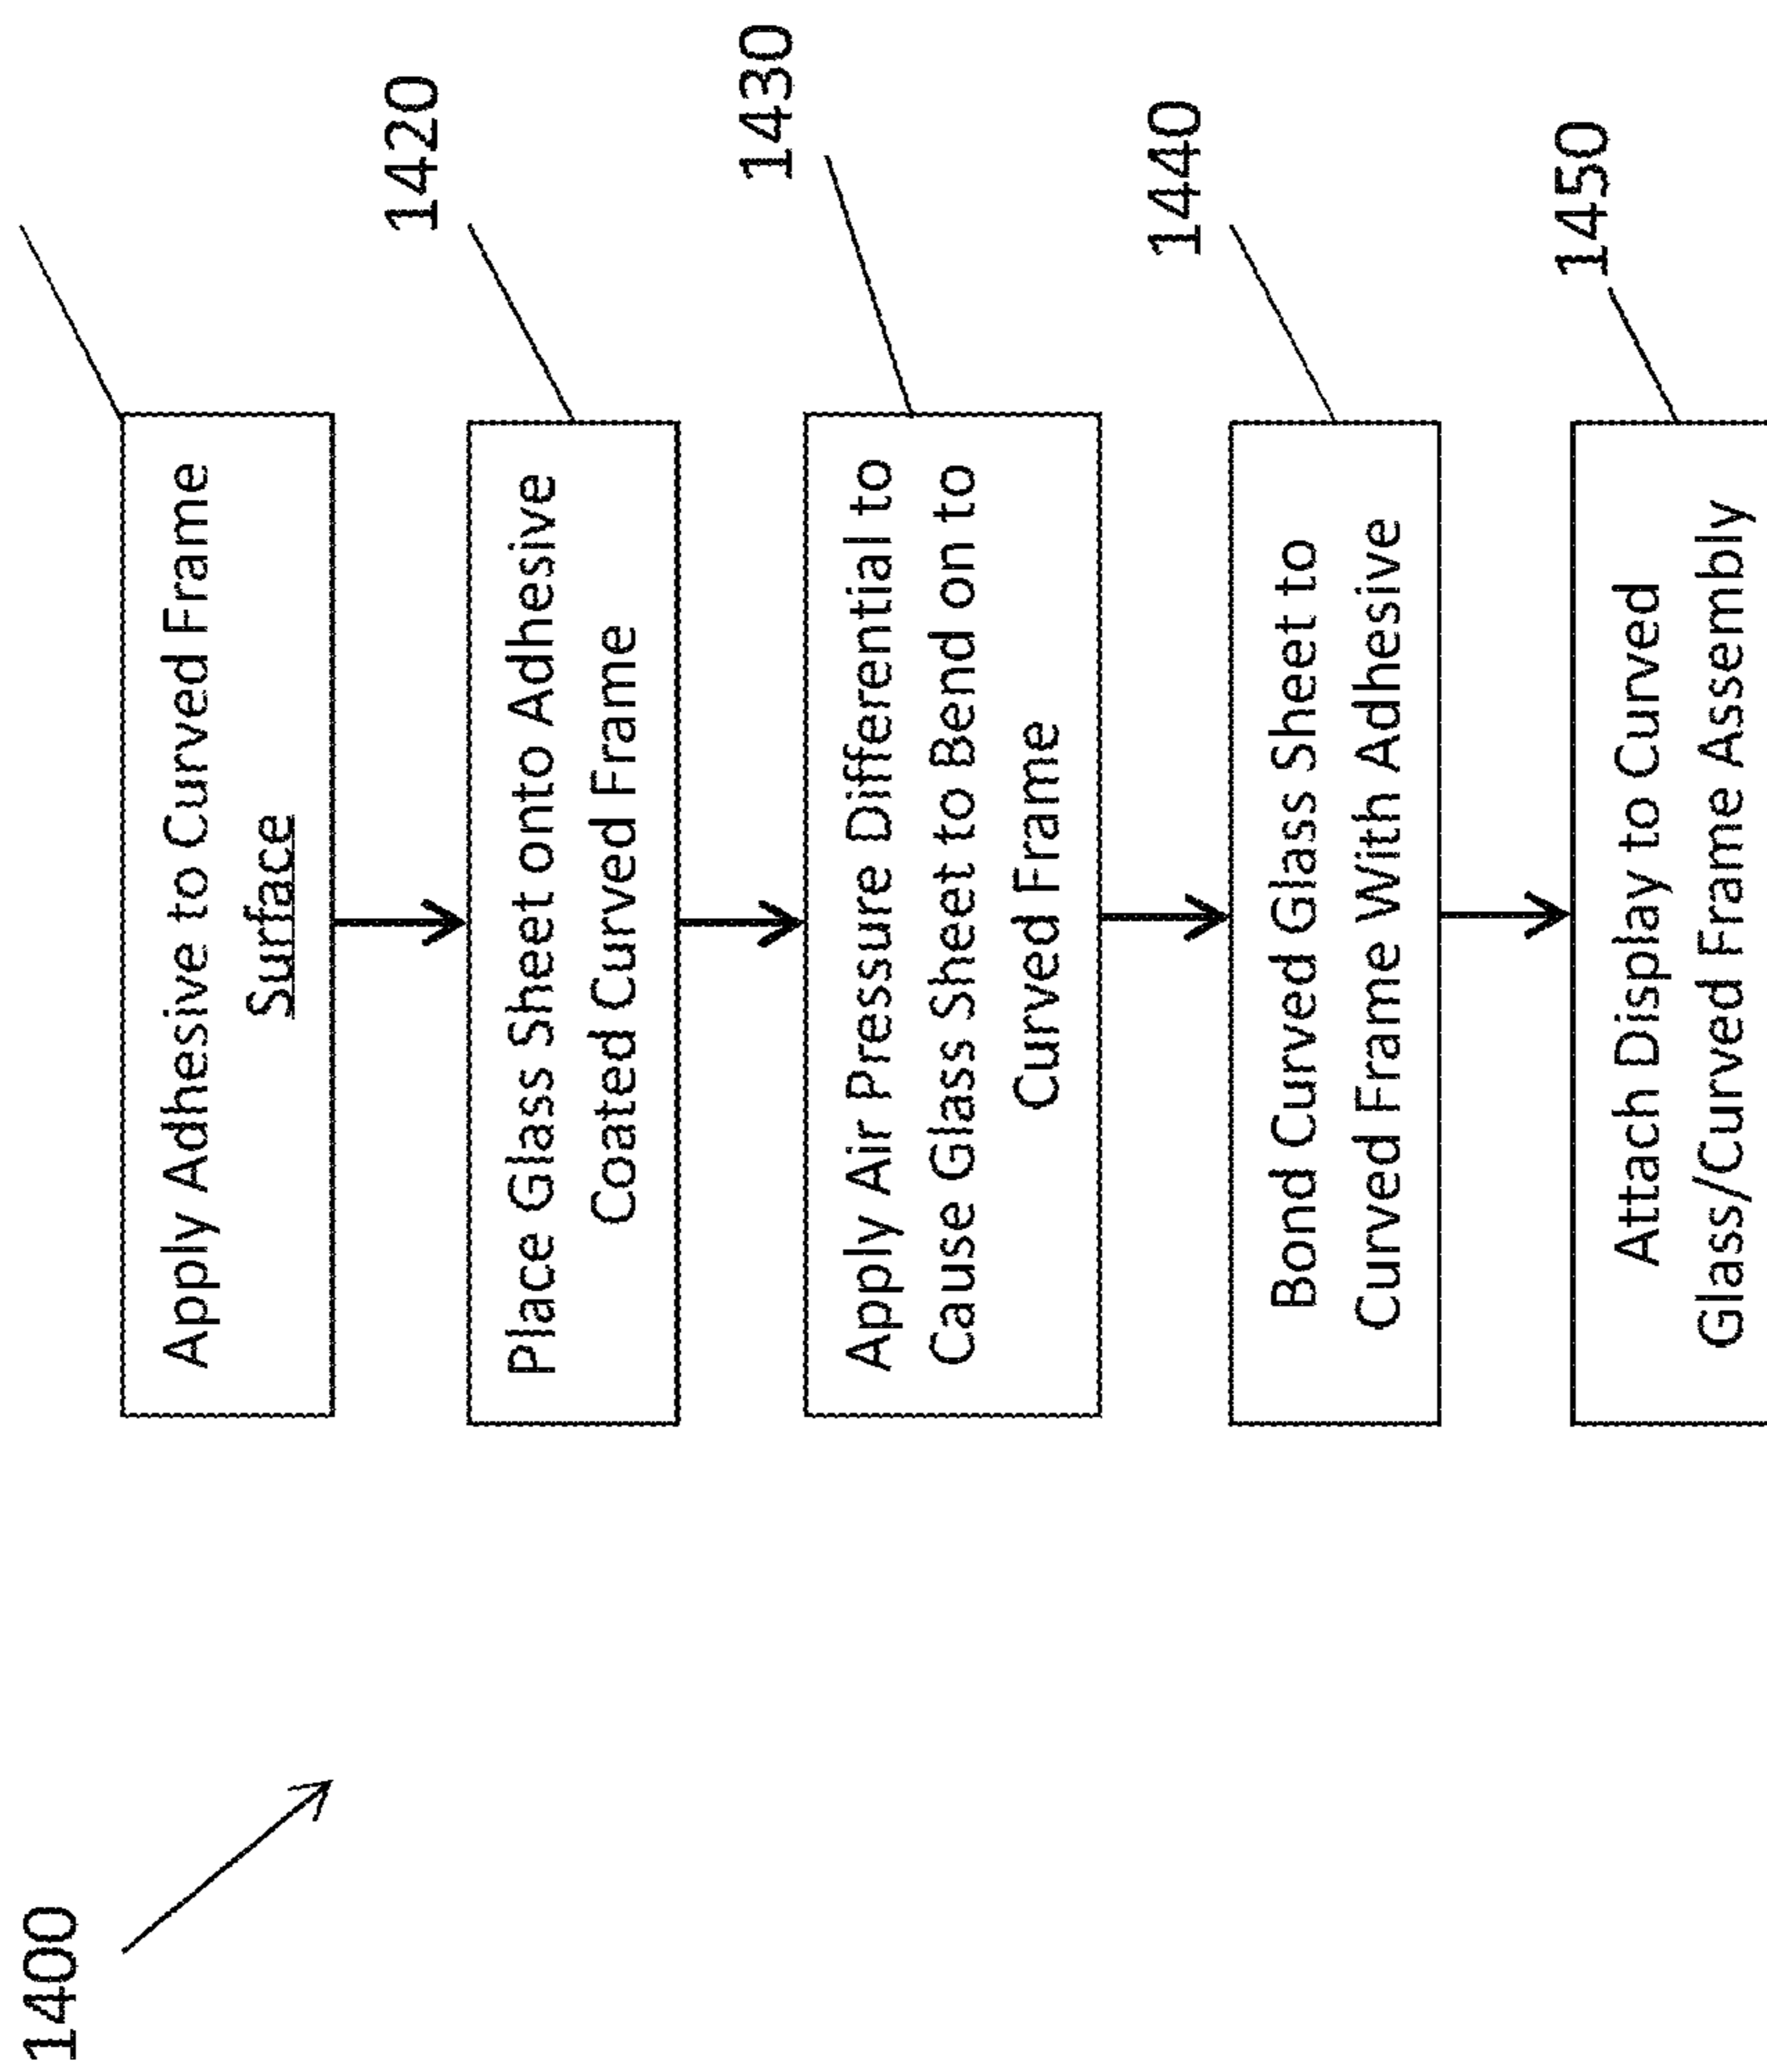 1400
Apply Adhesive to Curved Frame
Surface
1420
Place Glass Sheet onto Adhesive
Coated Curved Frame
1430
Apply Air Pressure Differential to
Cause Glass Sheet to Bend on to
Curved Frame
1440
Bond Curved Glass Sheet to
Curved Frame With Adhesive
1450
Attach Display to Curved
Glass/Curved Frame Assembly